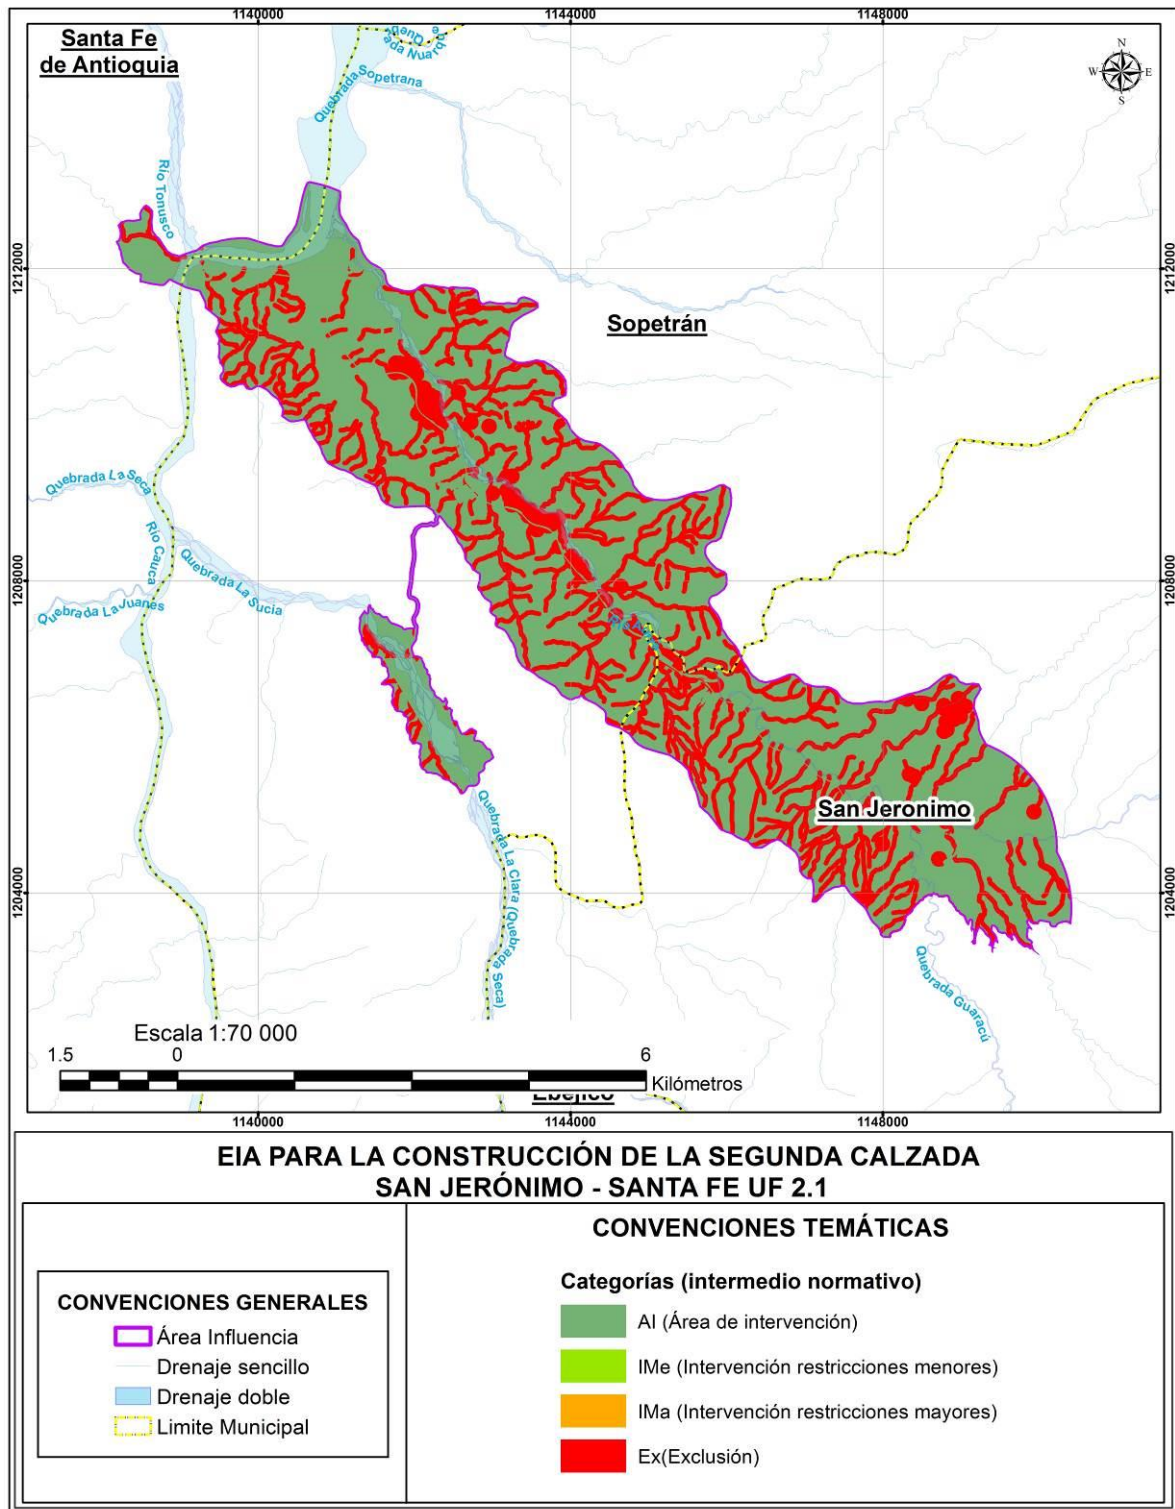 1140000
1144000
1148000
Santa Fe
de Antioquia
Quebrada Sopetrana
N
W
E
S
Río Tonusco
1212000
1212000
Sopetrán
Quebrada La Seca
Río Cauca
Quebrada La Sucia
Quebrada La Juanes
1208000
1208000
San Jeronimo
1204000
1204000
Quebrada La Clara (Quebrada Seca)
Quebrada Guaracú
Escala 1:70 000
1.5
0
6
Kilómetros
Ebéjico
1140000
1144000
1148000
EIA PARA LA CONSTRUCCIÓN DE LA SEGUNDA CALZADA
SAN JERÓNIMO - SANTA FE UF 2.1
CONVENCIONES GENERALES
Área Influencia
Drenaje sencillo
Drenaje doble
Limite Municipal
CONVENCIONES TEMÁTICAS
Categorías (intermedio normativo)
AI (Área de intervención)
IMe (Intervención restricciones menores)
IMa (Intervención restricciones mayores)
Ex(Exclusión)